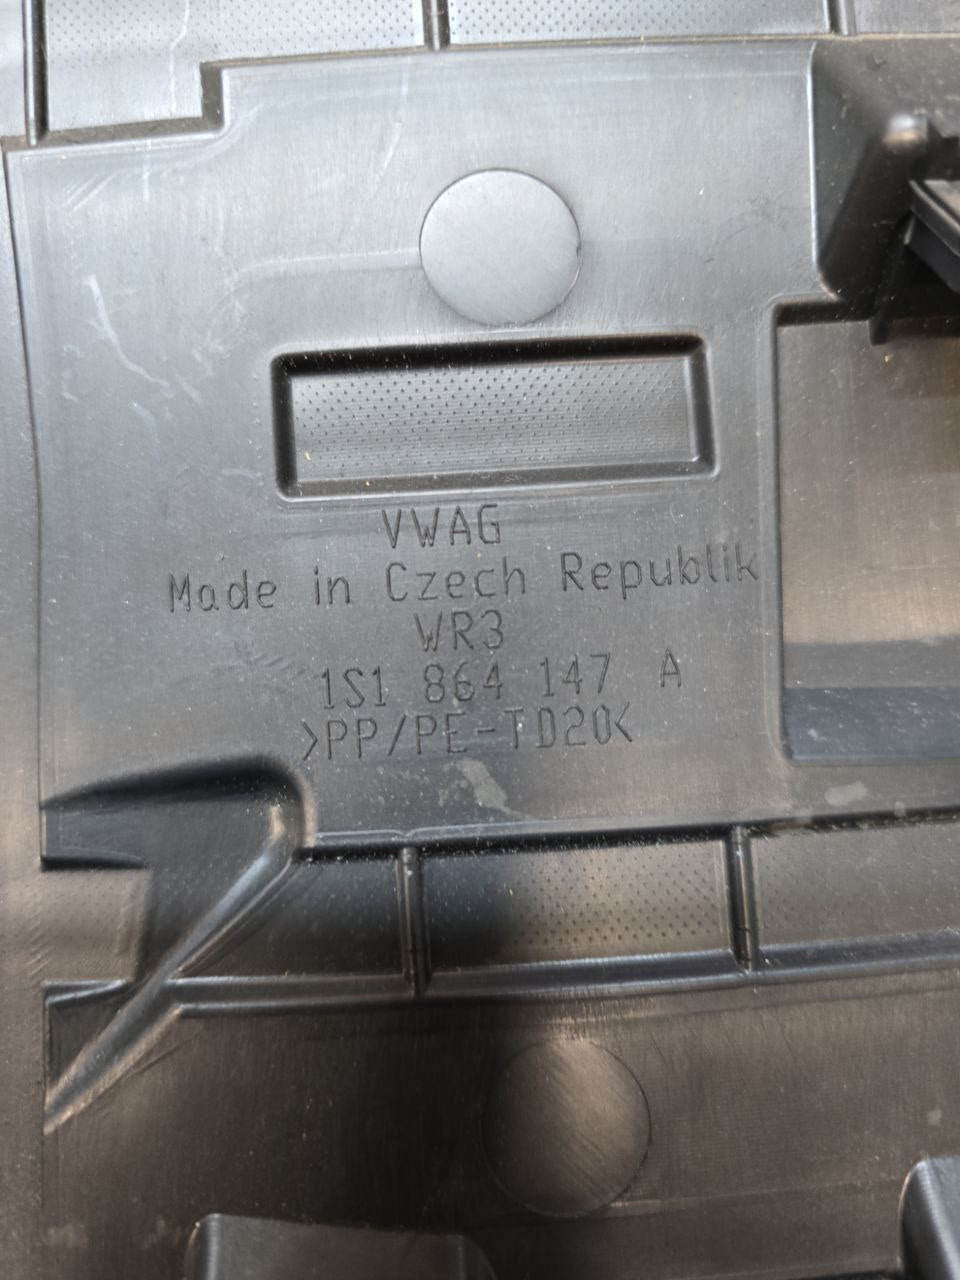 VWAG
Made in Czech Republik
WR3
1S1 864 147 A
>PP/PE-TD20<